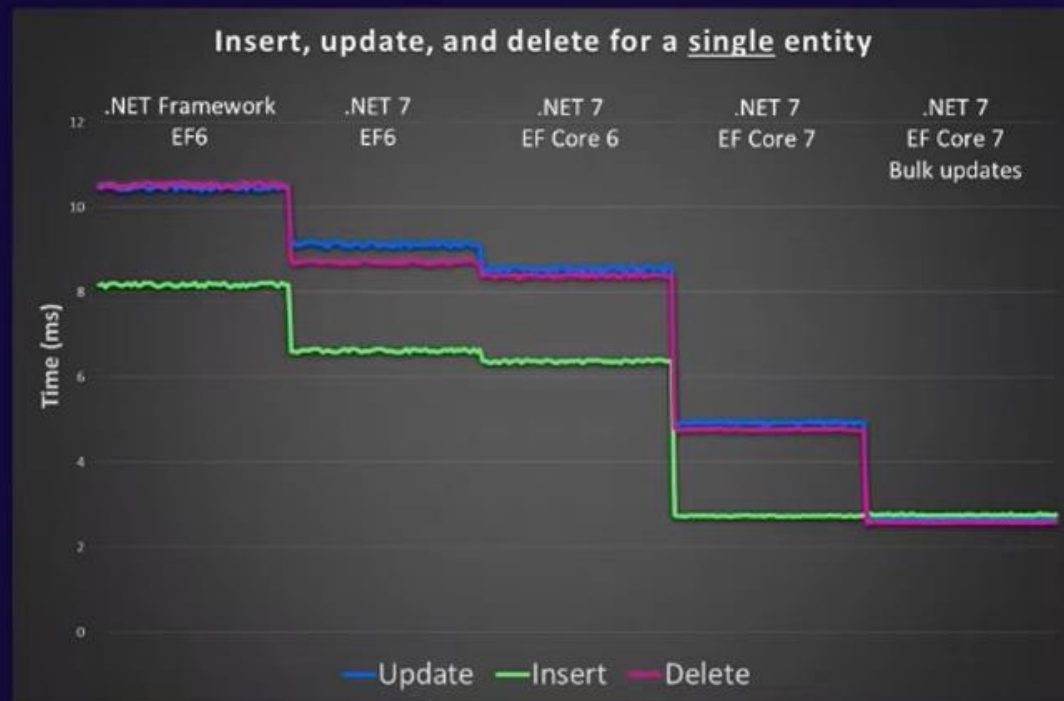 Insert, update, and delete for a single entity
.NET Framework
EF6
.NET 7
EF6
.NET 7
EF Core 6
.NET 7
EF Core 7
.NET 7
EF Core 7
Bulk updates
12
10
8
6
4
2
0
Time (ms)
Update Insert Delete